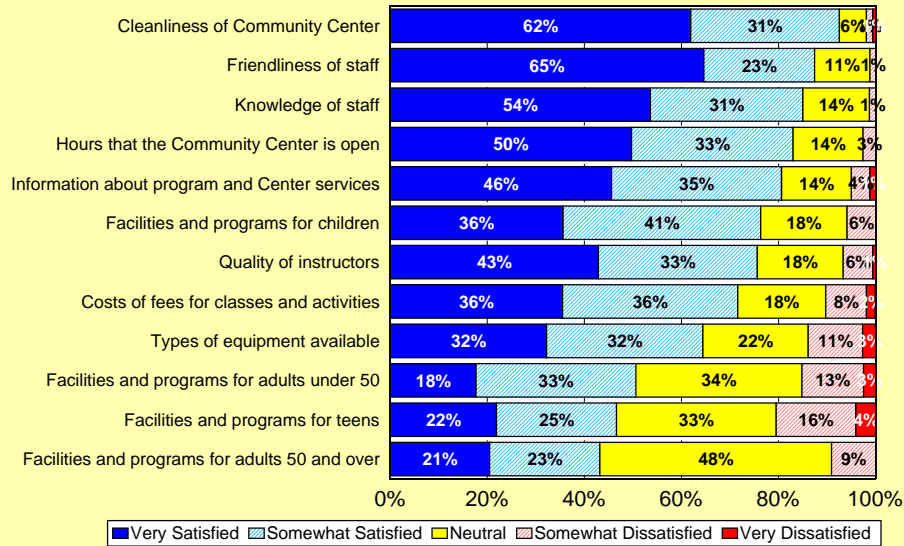 Cleanliness of Community Center 62% 31% 6% 1%
Friendliness of staff 65% 23% 11% 1%
Knowledge of staff 54% 31% 14% 1%
Hours that the Community Center is open 50% 33% 14% 3%
Information about program and Center services 46% 35% 14% 4%
Facilities and programs for children 36% 41% 18% 6%
Quality of instructors 43% 33% 18% 6%
Costs of fees for classes and activities 36% 36% 18% 8% 2%
Types of equipment available 32% 32% 22% 11% 3%
Facilities and programs for adults under 50 18% 33% 34% 13% 3%
Facilities and programs for teens 22% 25% 33% 16% 4%
Facilities and programs for adults 50 and over 21% 23% 48% 9%
0% 20% 40% 60% 80% 100%
Very Satisfied Somewhat Satisfied Neutral Somewhat Dissatisfied Very Dissatisfied